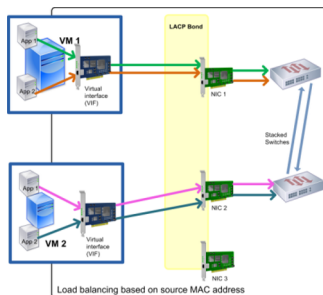 LACP Bond
App 1
VM 1
App 2
Virtual
interface
(VIF)
NIC 1
Stacked
Switches
App 1
VM 2
App 2
Virtual
interface
(VIF)
NIC 2
NIC 3
Load balancing based on source MAC address